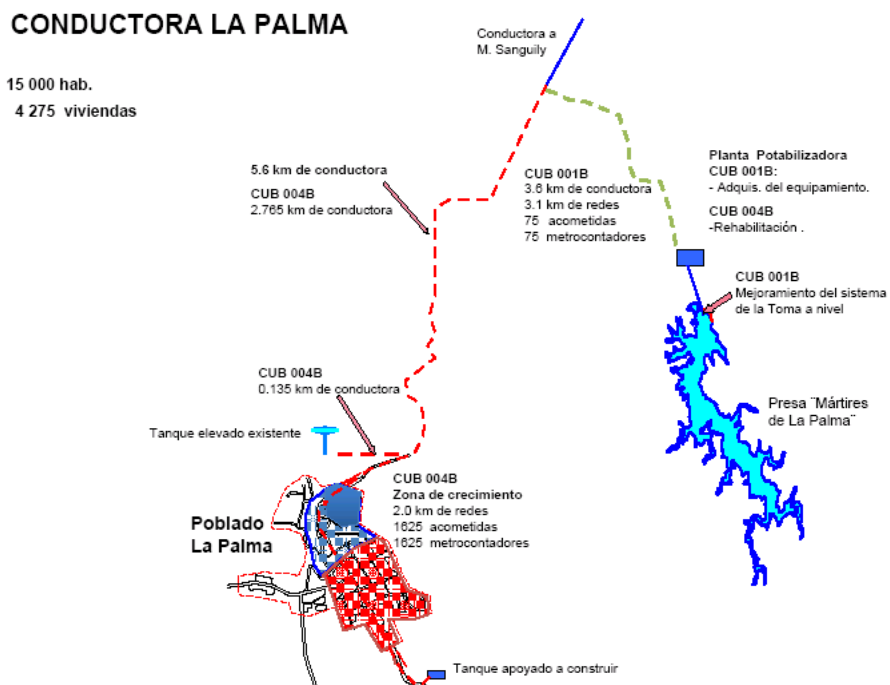 CONDUCTORA LA PALMA
15 000 hab.
4 275 viviendas
Conductora a
M. Sanguily
5.6 km de conductora
CUB 004B
2.765 km de conductora
CUB 001B
3.6 km de conductora
3.1 km de redes
75 acometidas
75 metrocontadores
Planta Potabilizadora
CUB 001B:
- Adquis. del equipamiento.
CUB 004B
-Rehabilitación .
CUB 001B
Mejoramiento del sistema
de la Toma a nivel
CUB 004B
0.135 km de conductora
Tanque elevado existente
Presa ¨Mártires
de La Palma¨
CUB 004B
Zona de crecimiento
2.0 km de redes
1625 acometidas
1625 metrocontadores
Poblado
La Palma
Tanque apoyado a construir